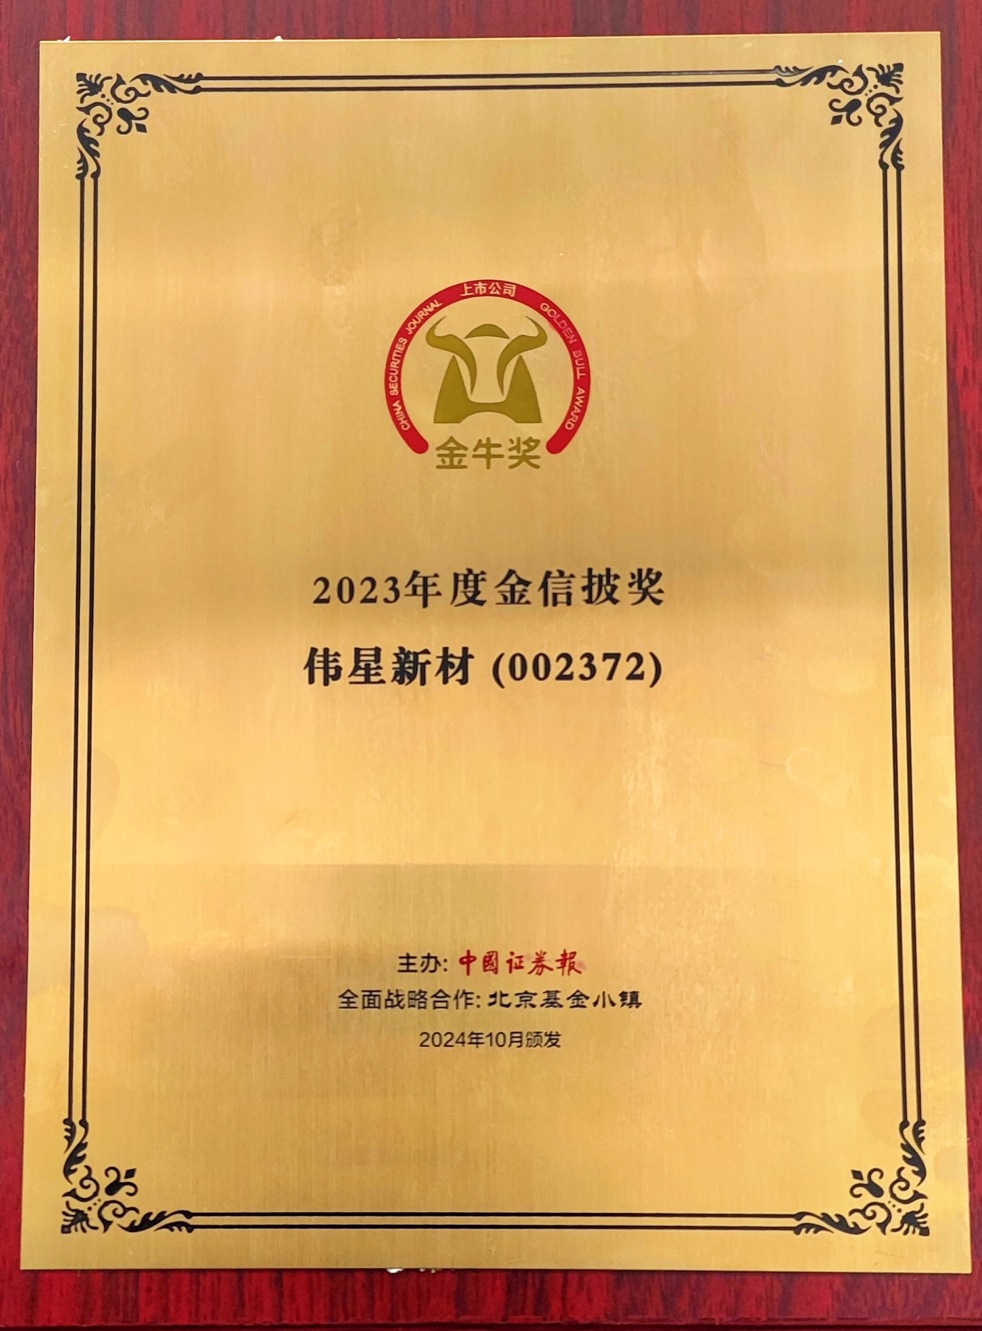 上市公司
CHINA SECURITIES JOURNAL
GOLDEN BULL AWARD
金牛奖
2023年度金信披奖
伟星新材 (002372)
主办: 中國证券報
全面战略合作: 北京基金小镇
2024年10月颁发